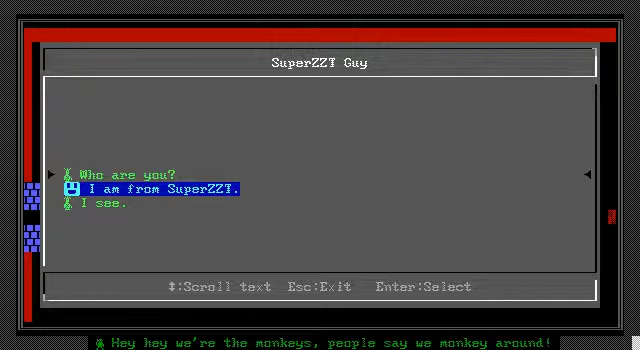 SuperZZT Guy
Who are you?
I am from SuperZZT.
I see.
↕:Scroll text Esc:Exit Enter:Select
Hey hey we're the monkeys, people say we monkey around!